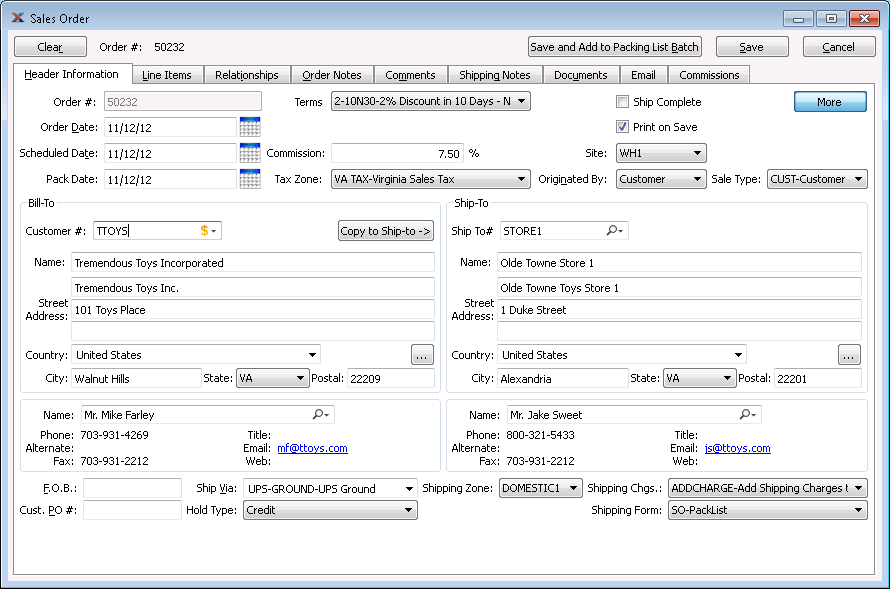 Sales Order
Clear Order #: 50232 Save and Add to Packing List Batch Save Cancel
Header Information Line Items Relationships Order Notes Comments Shipping Notes Documents Email Commissions
Order #: 50232 Terms 2-10N30-2% Discount in 10 Days - N Ship Complete More
Order Date: 11/12/12 Print on Save
Scheduled Date: 11/12/12 Commission: 7.50 % Site: WH1
Pack Date: 11/12/12 Tax Zone: VA TAX-Virginia Sales Tax Originated By: Customer Sale Type: CUST-Customer
Bill-To Ship-To
Customer #: TTOYS $ Copy to Ship-to -> Ship To# STORE1
Name: Tremendous Toys Incorporated Name: Olde Towne Store 1
Tremendous Toys Inc. Olde Towne Toys Store 1
Street Address: 101 Toys Place Street Address: 1 Duke Street
Country: United States ... Country: United States ...
City: Walnut Hills State: VA Postal: 22209 City: Alexandria State: VA Postal: 22201
Name: Mr. Mike Farley Name: Mr. Jake Sweet
Phone: 703-931-4269 Title: Phone: 800-321-5433 Title:
Alternate: Email: mf@ttoys.com Alternate: Email: js@ttoys.com
Fax: 703-931-2212 Web: Fax: 703-931-2212 Web:
F.O.B.: Ship Via: UPS-GROUND-UPS Ground Shipping Zone: DOMESTIC1 Shipping Chgs.: ADDCHARGE-Add Shipping Charges t
Cust. PO #: Hold Type: Credit Shipping Form: SO-PackList